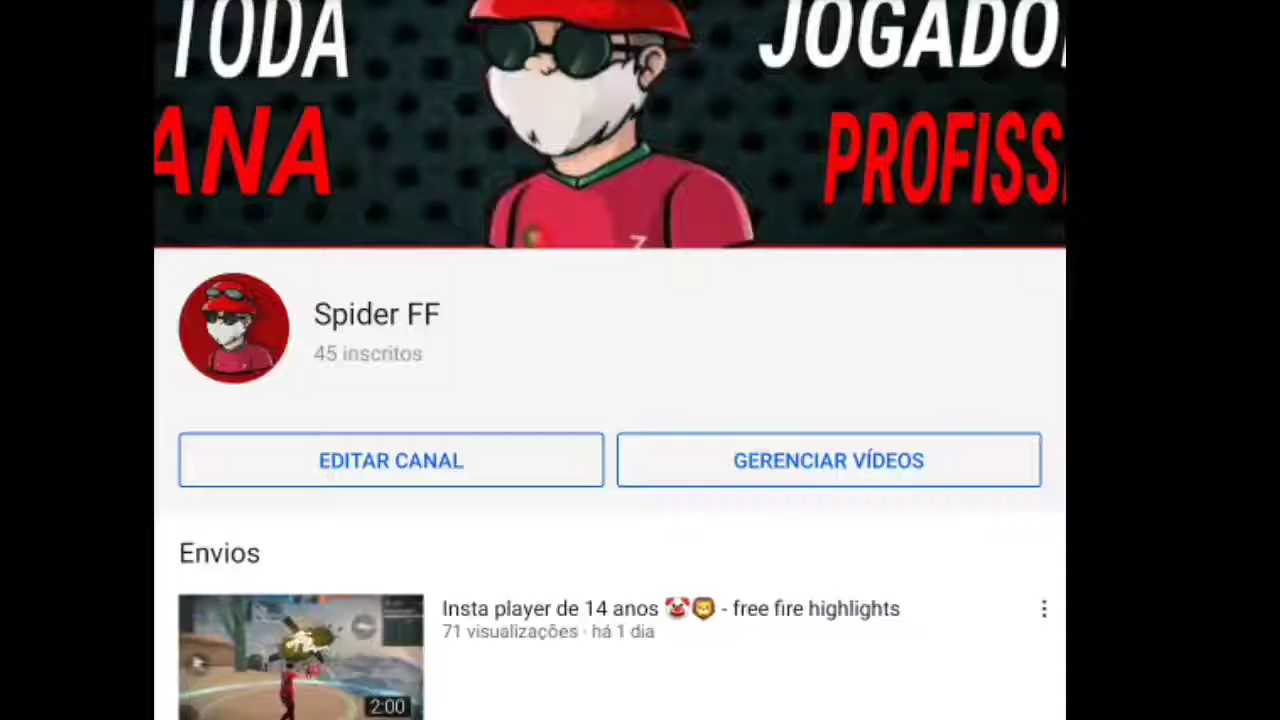 TODA
ANA
JOGADO
PROFISS
Z
Spider FF
45 inscritos
EDITAR CANAL
GERENCIAR VÍDEOS
Envios
Insta player de 14 anos 🤡🦁 - free fire highlights
71 visualizações · há 1 dia
2:00